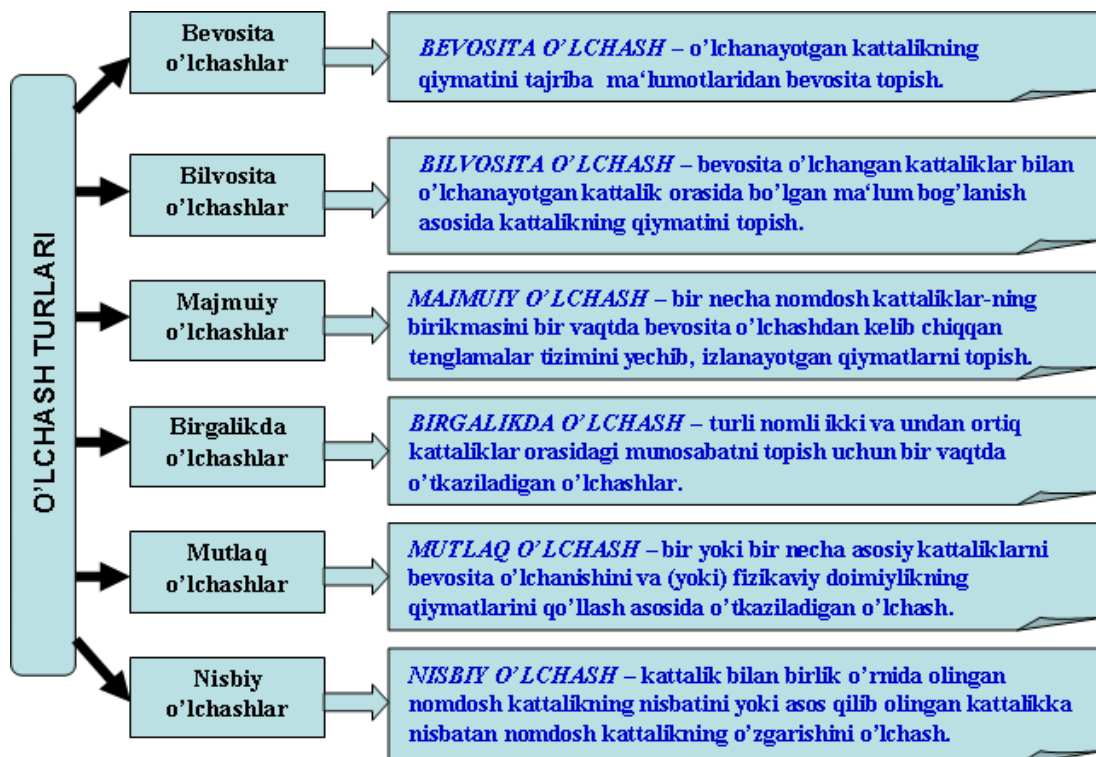 O'LCHASH TURLARI
Bevosita
o'lchashlar
BEVOSITA O'LCHASH – o'lchanayotgan kattalikning
qiymatini tajriba ma‘lumotlaridan bevosita topish.
Bilvosita
o'lchashlar
BILVOSITA O'LCHASH – bevosita o'lchangan kattaliklar bilan
o'lchanayotgan kattalik orasida bo'lgan ma‘lum bog'lanish
asosida kattalikning qiymatini topish.
Majmuiy
o'lchashlar
MAJMUIY O'LCHASH – bir necha nomdosh kattaliklar-ning
birikmasini bir vaqtda bevosita o'lchashdan kelib chiqqan
tenglamalar tizimini yechib, izlanayotgan qiymatlarni topish.
Birgalikda
o'lchashlar
BIRGALIKDA O'LCHASH – turli nomli ikki va undan ortiq
kattaliklar orasidagi munosabatni topish uchun bir vaqtda
o'tkaziladigan o'lchashlar.
Mutlaq
o'lchashlar
MUTLAQ O'LCHASH – bir yoki bir necha asosiy kattaliklarni
bevosita o'lchanishini va (yoki) fizikaviy doimiylikning
qiymatlarini qo'llash asosida o'tkaziladigan o'lchash.
Nisbiy
o'lchashlar
NISBIY O'LCHASH – kattalik bilan birlik o'rnida olingan
nomdosh kattalikning nisbatini yoki asos qilib olingan kattalikka
nisbatan nomdosh kattalikning o'zgarishini o'lchash.